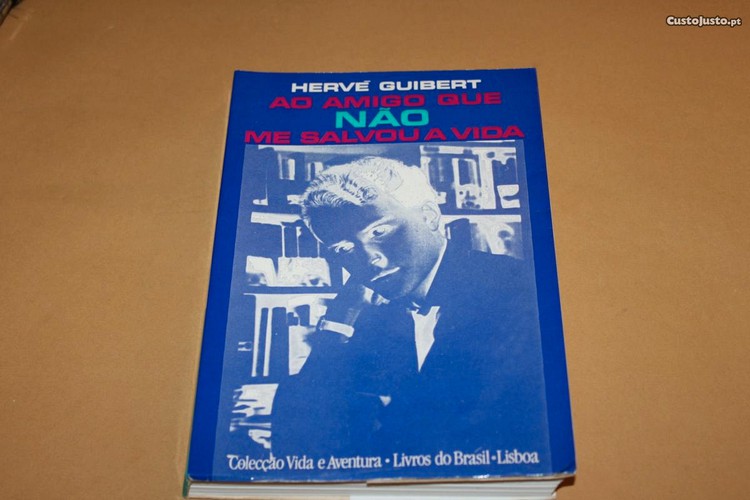 CustoJusto.pt
HERVÉ GUIBERT
AO AMIGO QUE
NÃO
ME SALVOU A VIDA
Colecção Vida e Aventura • Livros do Brasil • Lisboa